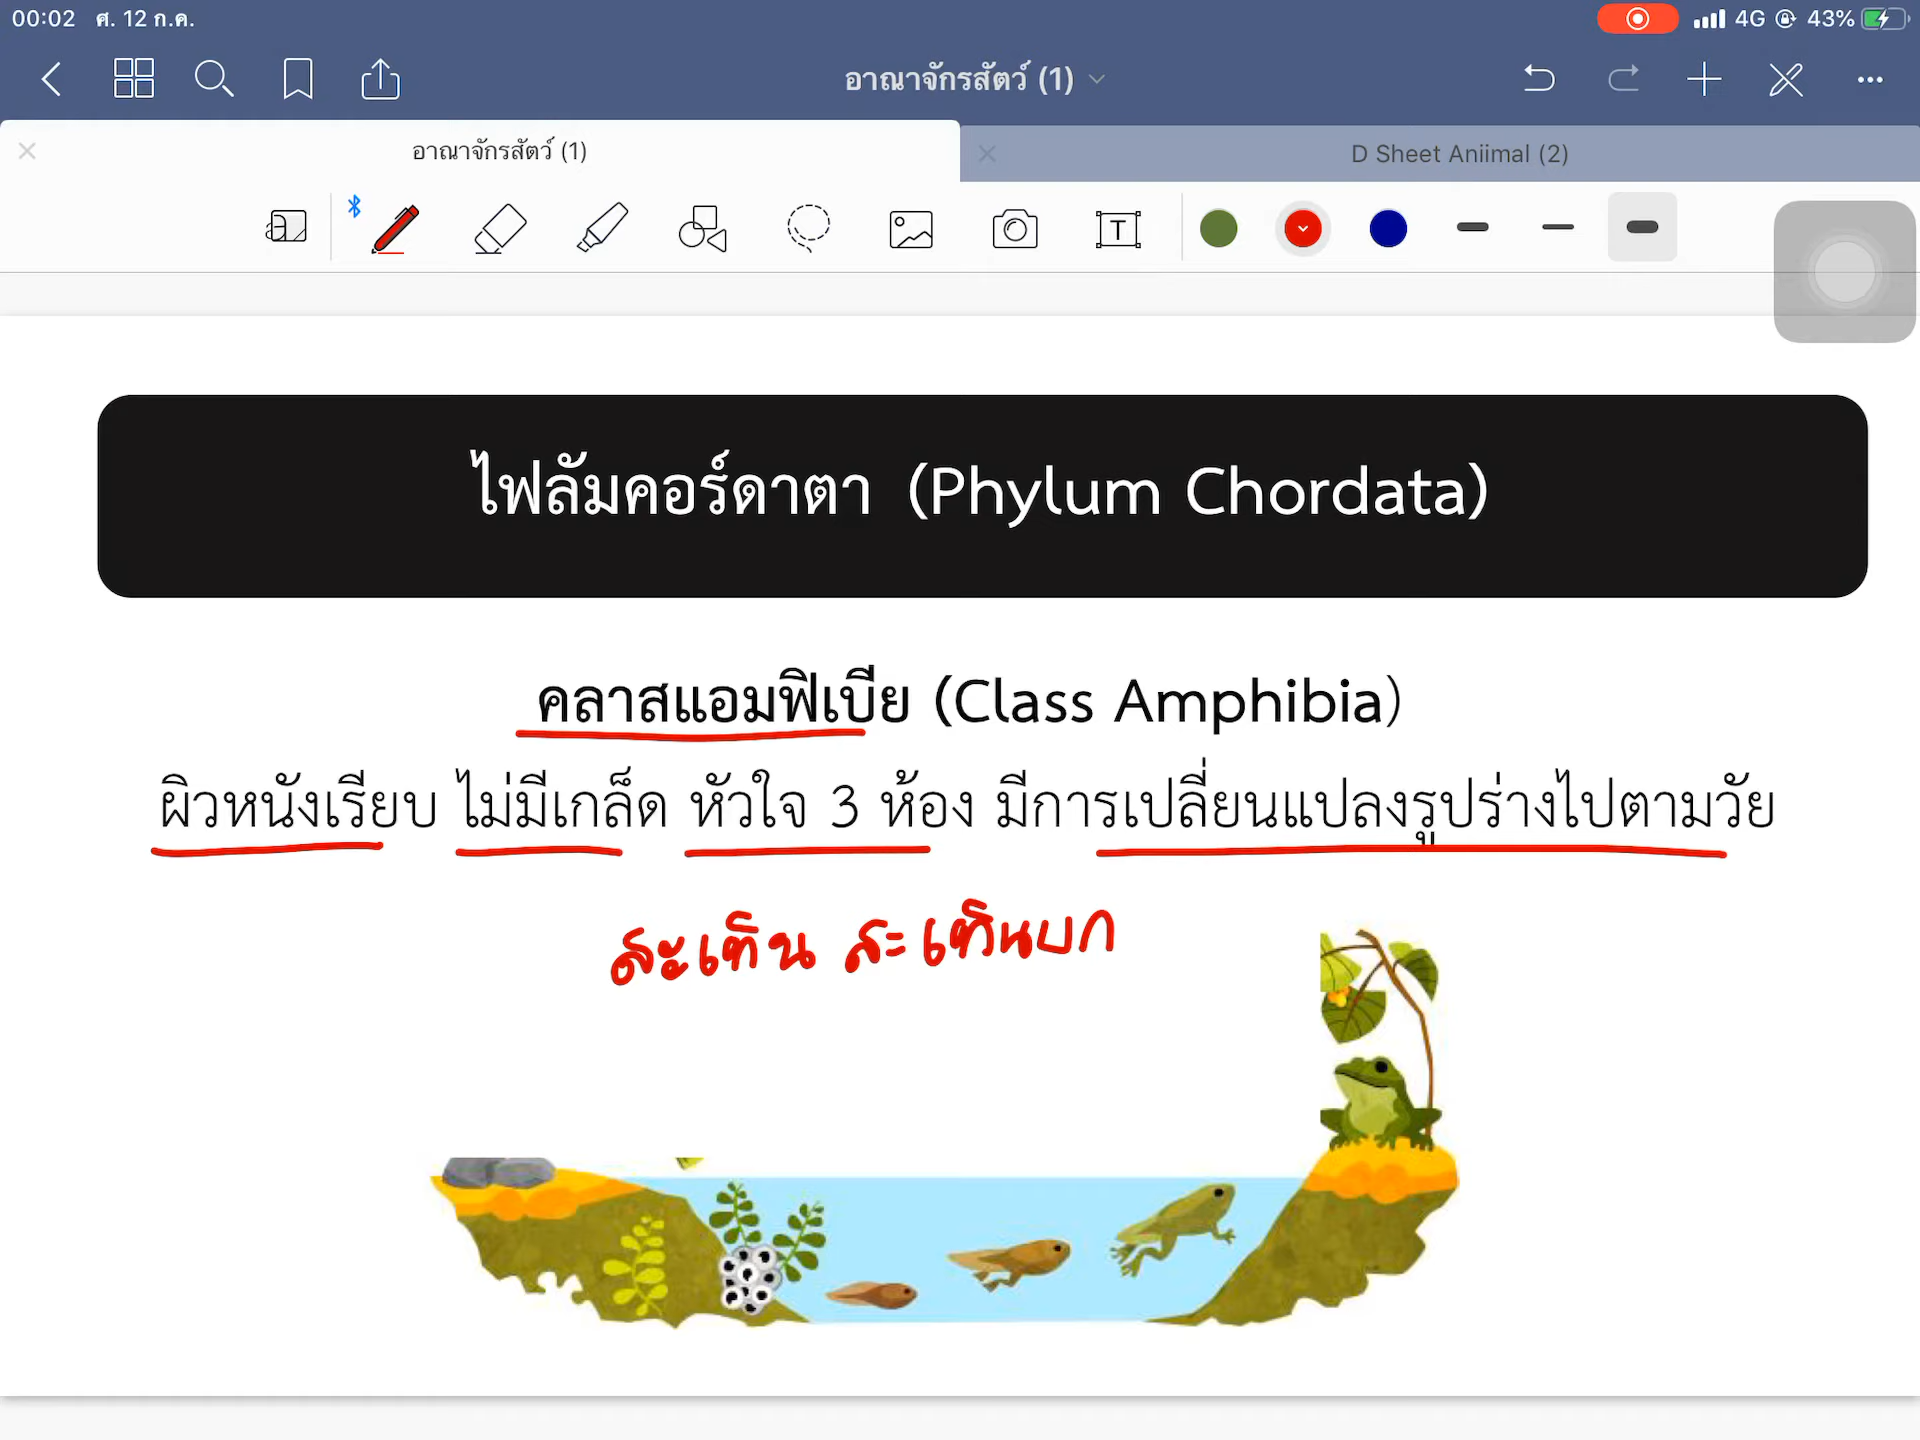 00:02 ศ. 12 ก.ค. 4G 43%
อาณาจักรสัตว์ (1)
อาณาจักรสัตว์ (1) D Sheet Aniimal (2)
T
ไฟลัมคอร์ดาตา (Phylum Chordata)
คลาสแอมฟิเบีย (Class Amphibia)
ผิวหนังเรียบ ไม่มีเกล็ด หัวใจ 3 ห้อง มีการเปลี่ยนแปลงรูปร่างไปตามวัย
สะเทิน สะเทินบก